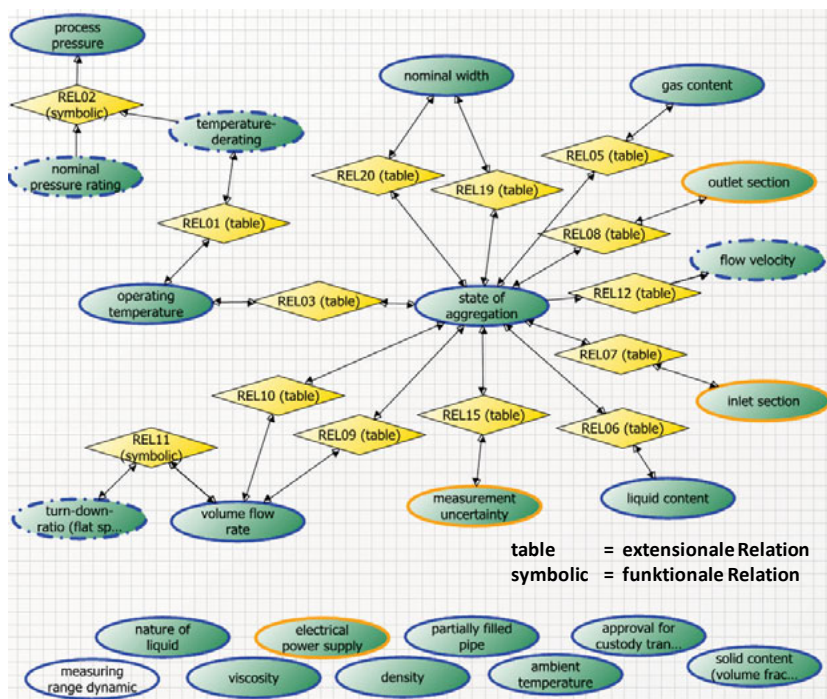 process
pressure
REL02
(symbolic)
nominal
pressure rating
temperature-
derating
REL01 (table)
operating
temperature
REL03 (table)
nominal width
REL20 (table)
REL19 (table)
gas content
REL05 (table)
outlet section
REL08 (table)
flow velocity
REL12 (table)
state of
aggregation
REL07 (table)
inlet section
REL10 (table)
REL09 (table)
REL15 (table)
REL06 (table)
REL11
(symbolic)
turn-down-
ratio (flat sp...
volume flow
rate
measurement
uncertainty
liquid content
table = extensionale Relation
symbolic = funktionale Relation
nature of
liquid
electrical
power supply
partially filled
pipe
approval for
custody tran...
measuring
range dynamic
viscosity
density
ambient
temperature
solid content
(volume frac...